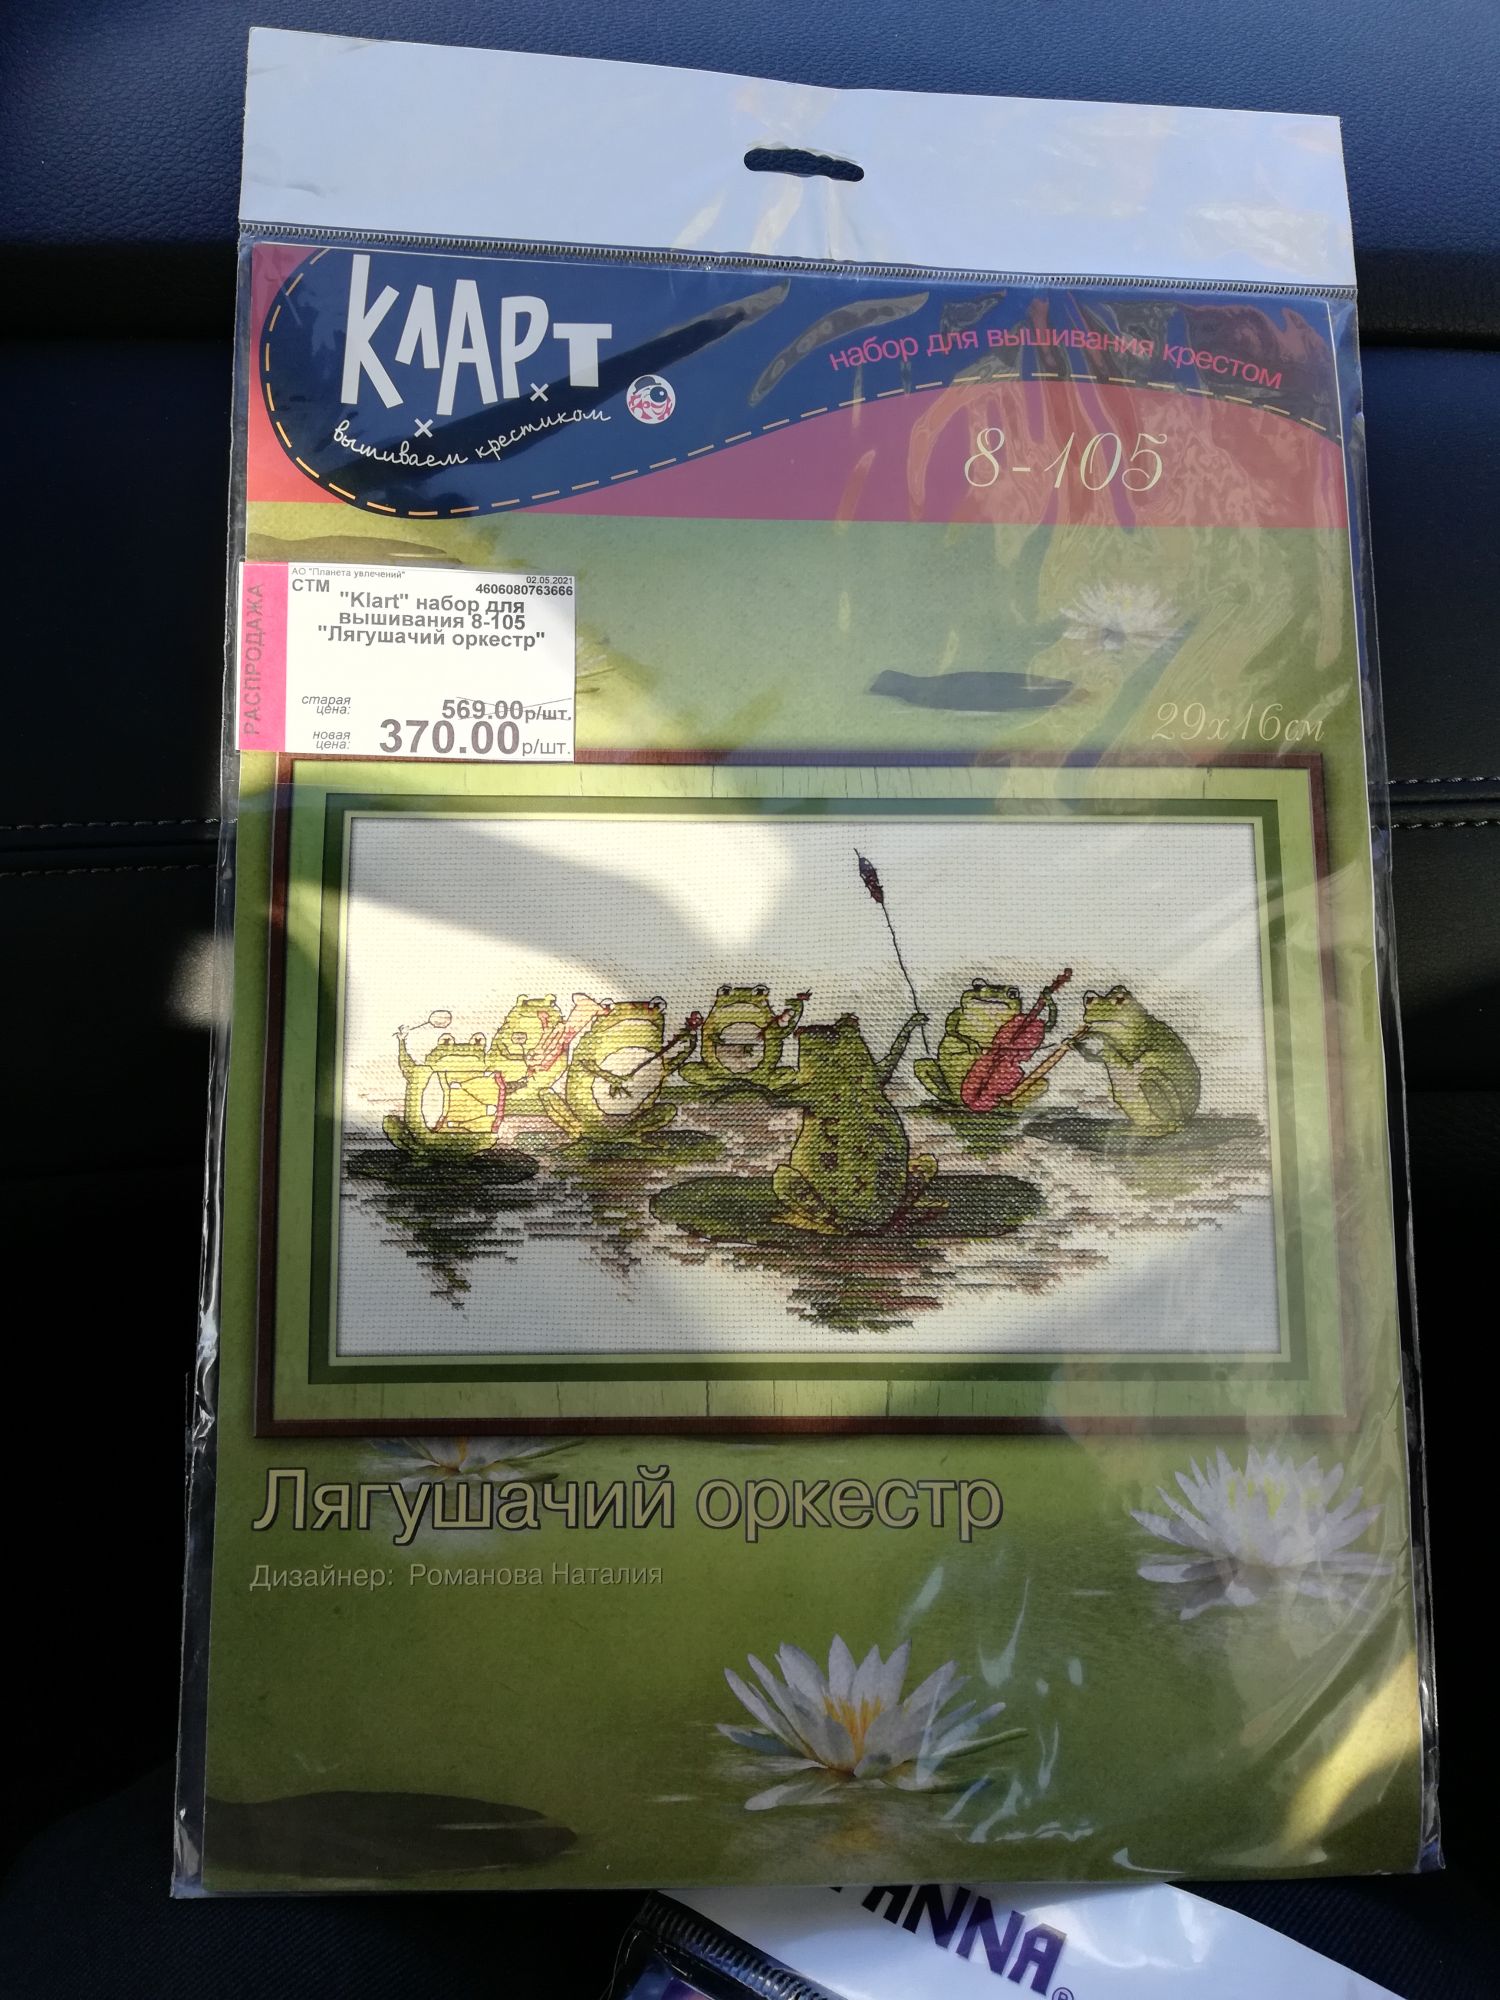 КлАРТ
вышиваем крестиком
набор для вышивания крестом
8-105
РАСПРОДАЖА
АО "Планета увлечений"
02.05.2021
СТМ
4606080763666
"Klart" набор для
вышивания 8-105
"Лягушачий оркестр"
старая
цена:
569.00р/шт.
новая
цена:
370.00р/шт.
29х16см
Лягушачий оркестр
Дизайнер: Романова Наталия
PANNA®